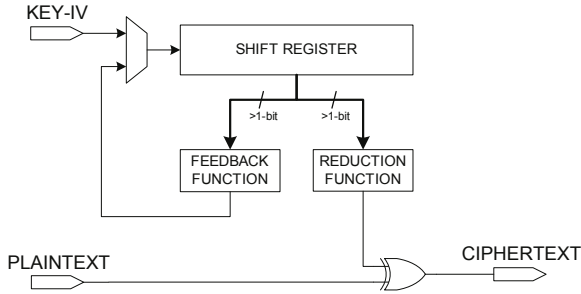 KEY-IV
SHIFT REGISTER
>1-bit
>1-bit
FEEDBACK
FUNCTION
REDUCTION
FUNCTION
PLAINTEXT
CIPHERTEXT